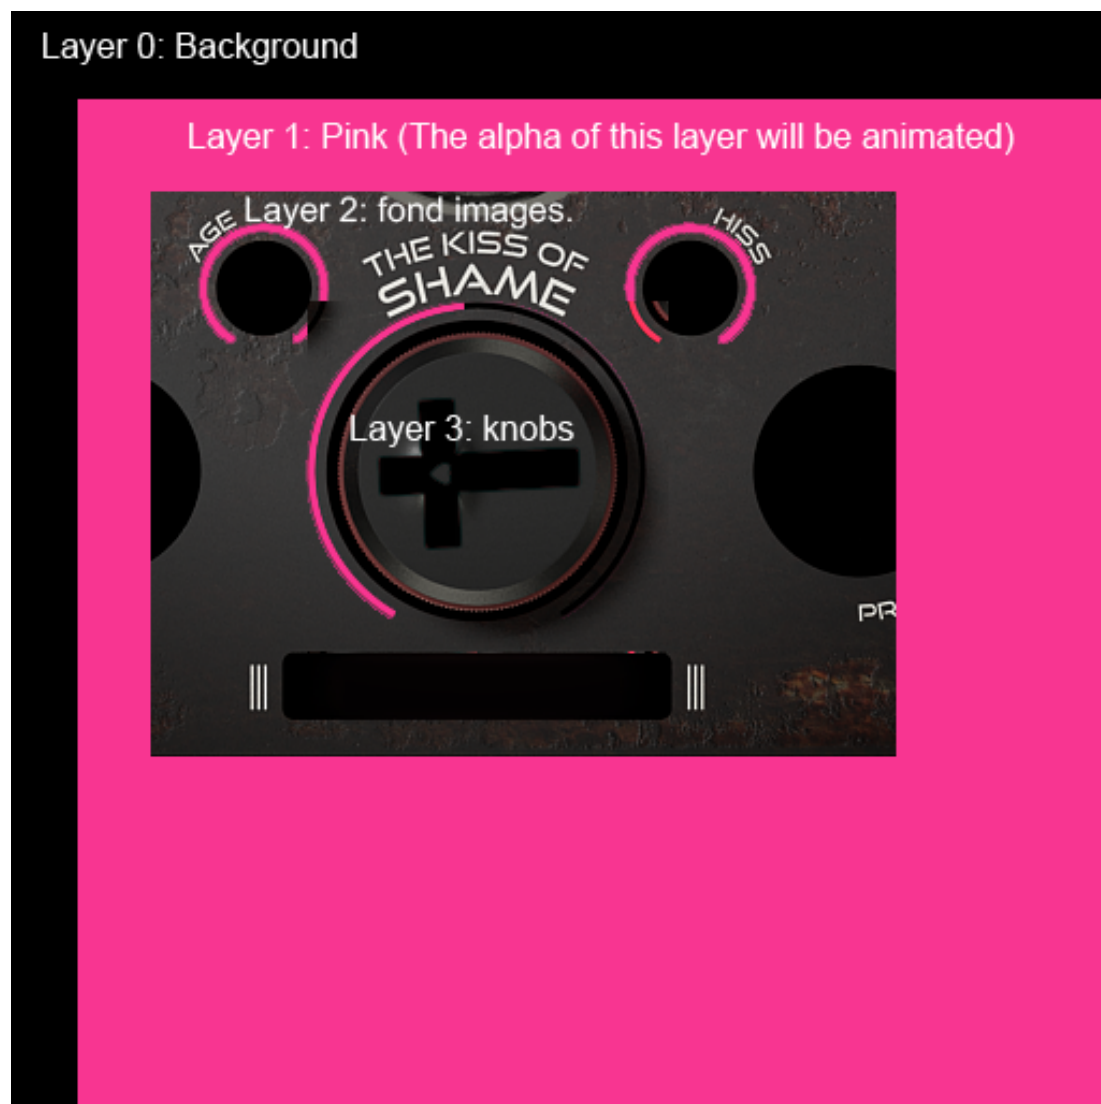 Layer 0: Background
Layer 1: Pink (The alpha of this layer will be animated)
Layer 2: fond images.
AGE
HISS
THE KISS OF
SHAME
Layer 3: knobs
PR